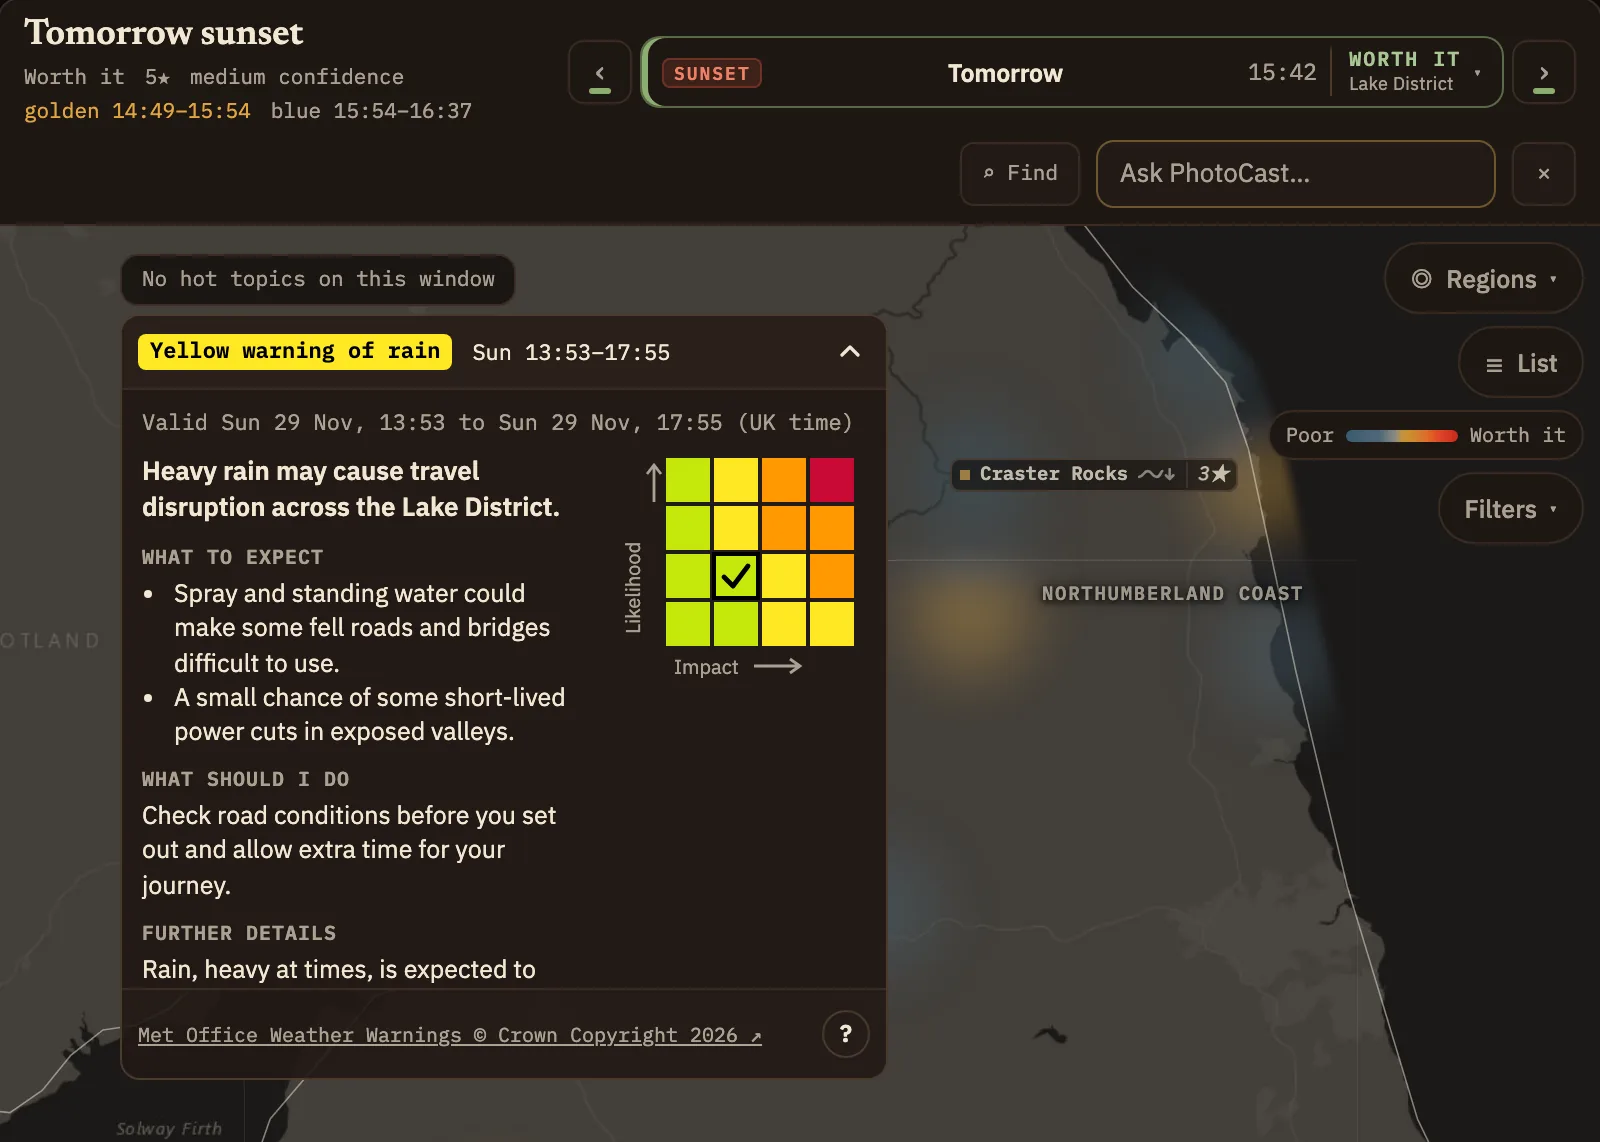 Tomorrow sunset
Worth it 5★ medium confidence
golden 14:49–15:54 blue 15:54–16:37
‹
SUNSET
Tomorrow
15:42
WORTH IT
Lake District
›
Find
Ask PhotoCast...
×
No hot topics on this window
Yellow warning of rain Sun 13:53–17:55
Valid Sun 29 Nov, 13:53 to Sun 29 Nov, 17:55 (UK time)
Heavy rain may cause travel
disruption across the Lake District.
WHAT TO EXPECT
• Spray and standing water could
make some fell roads and bridges
difficult to use.
• A small chance of some short-lived
power cuts in exposed valleys.
WHAT SHOULD I DO
Check road conditions before you set
out and allow extra time for your
journey.
FURTHER DETAILS
Rain, heavy at times, is expected to
Likelihood
Impact
Met Office Weather Warnings © Crown Copyright 2026 ↗
?
Regions
List
Poor Worth it
Filters
Craster Rocks 3★
NORTHUMBERLAND COAST
OTLAND
Solway Firth